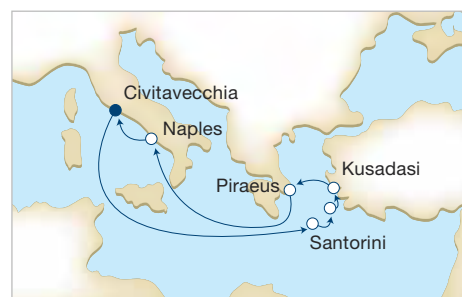 Civitavecchia
Naples
Kusadasi
Piraeus
Santorini